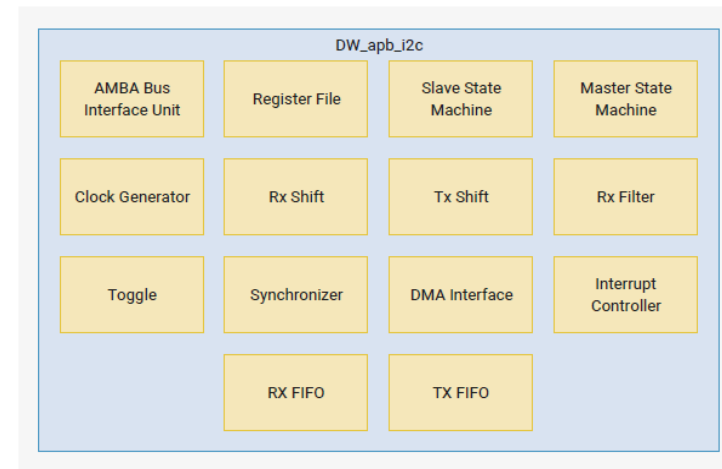 DW_apb_i2c
AMBA Bus
Interface Unit
Register File
Slave State
Machine
Master State
Machine
Clock Generator
Rx Shift
Tx Shift
Rx Filter
Toggle
Synchronizer
DMA Interface
Interrupt
Controller
RX FIFO
TX FIFO